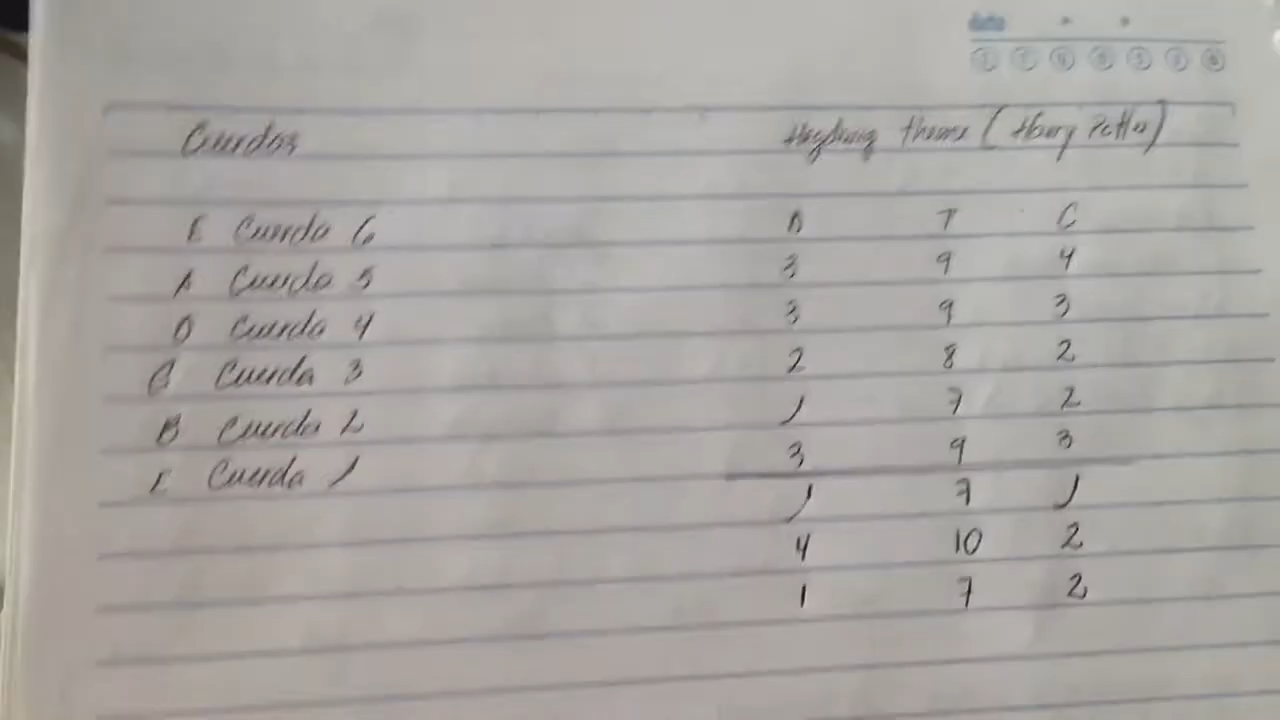 date
Cuerdas
theme (Harry Potter)
E Cuerda 6
A Cuerda 5
D Cuerda 4
G Cuerda 3
B Cuerda 2
E Cuerda 1
D T C
3 9 4
3 9 3
2 8 2
1 7 2
3 9 3
1 7 1
4 10 2
1 7 2